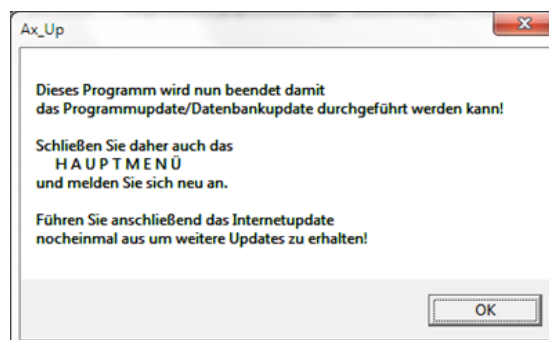 Ax_Up
Dieses Programm wird nun beendet damit
das Programmupdate/Datenbankupdate durchgeführt werden kann!
Schließen Sie daher auch das
H A U P T M E N Ü
und melden Sie sich neu an.
Führen Sie anschließend das Internetupdate
nocheinmal aus um weitere Updates zu erhalten!
OK